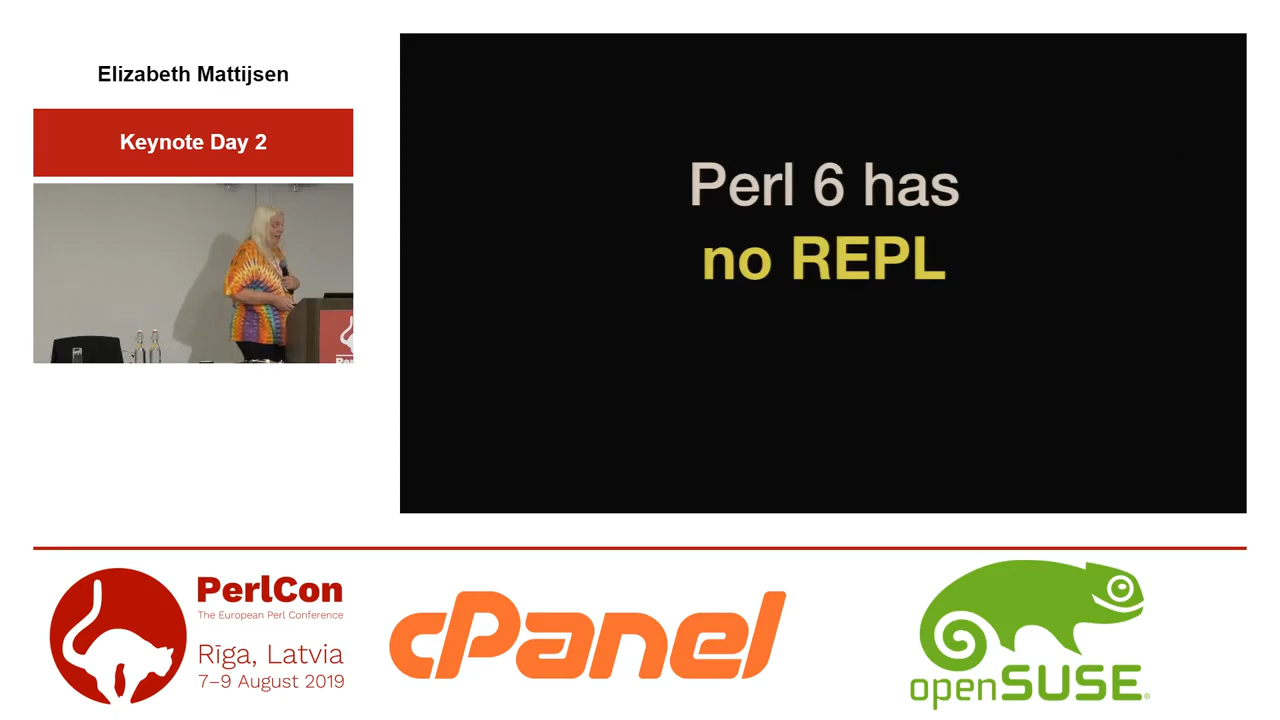 Elizabeth Mattijsen
Keynote Day 2
Perl 6 has
no REPL
PerlCon
The European Perl Conference
Rīga, Latvia
7–9 August 2019
cPanel
openSUSE